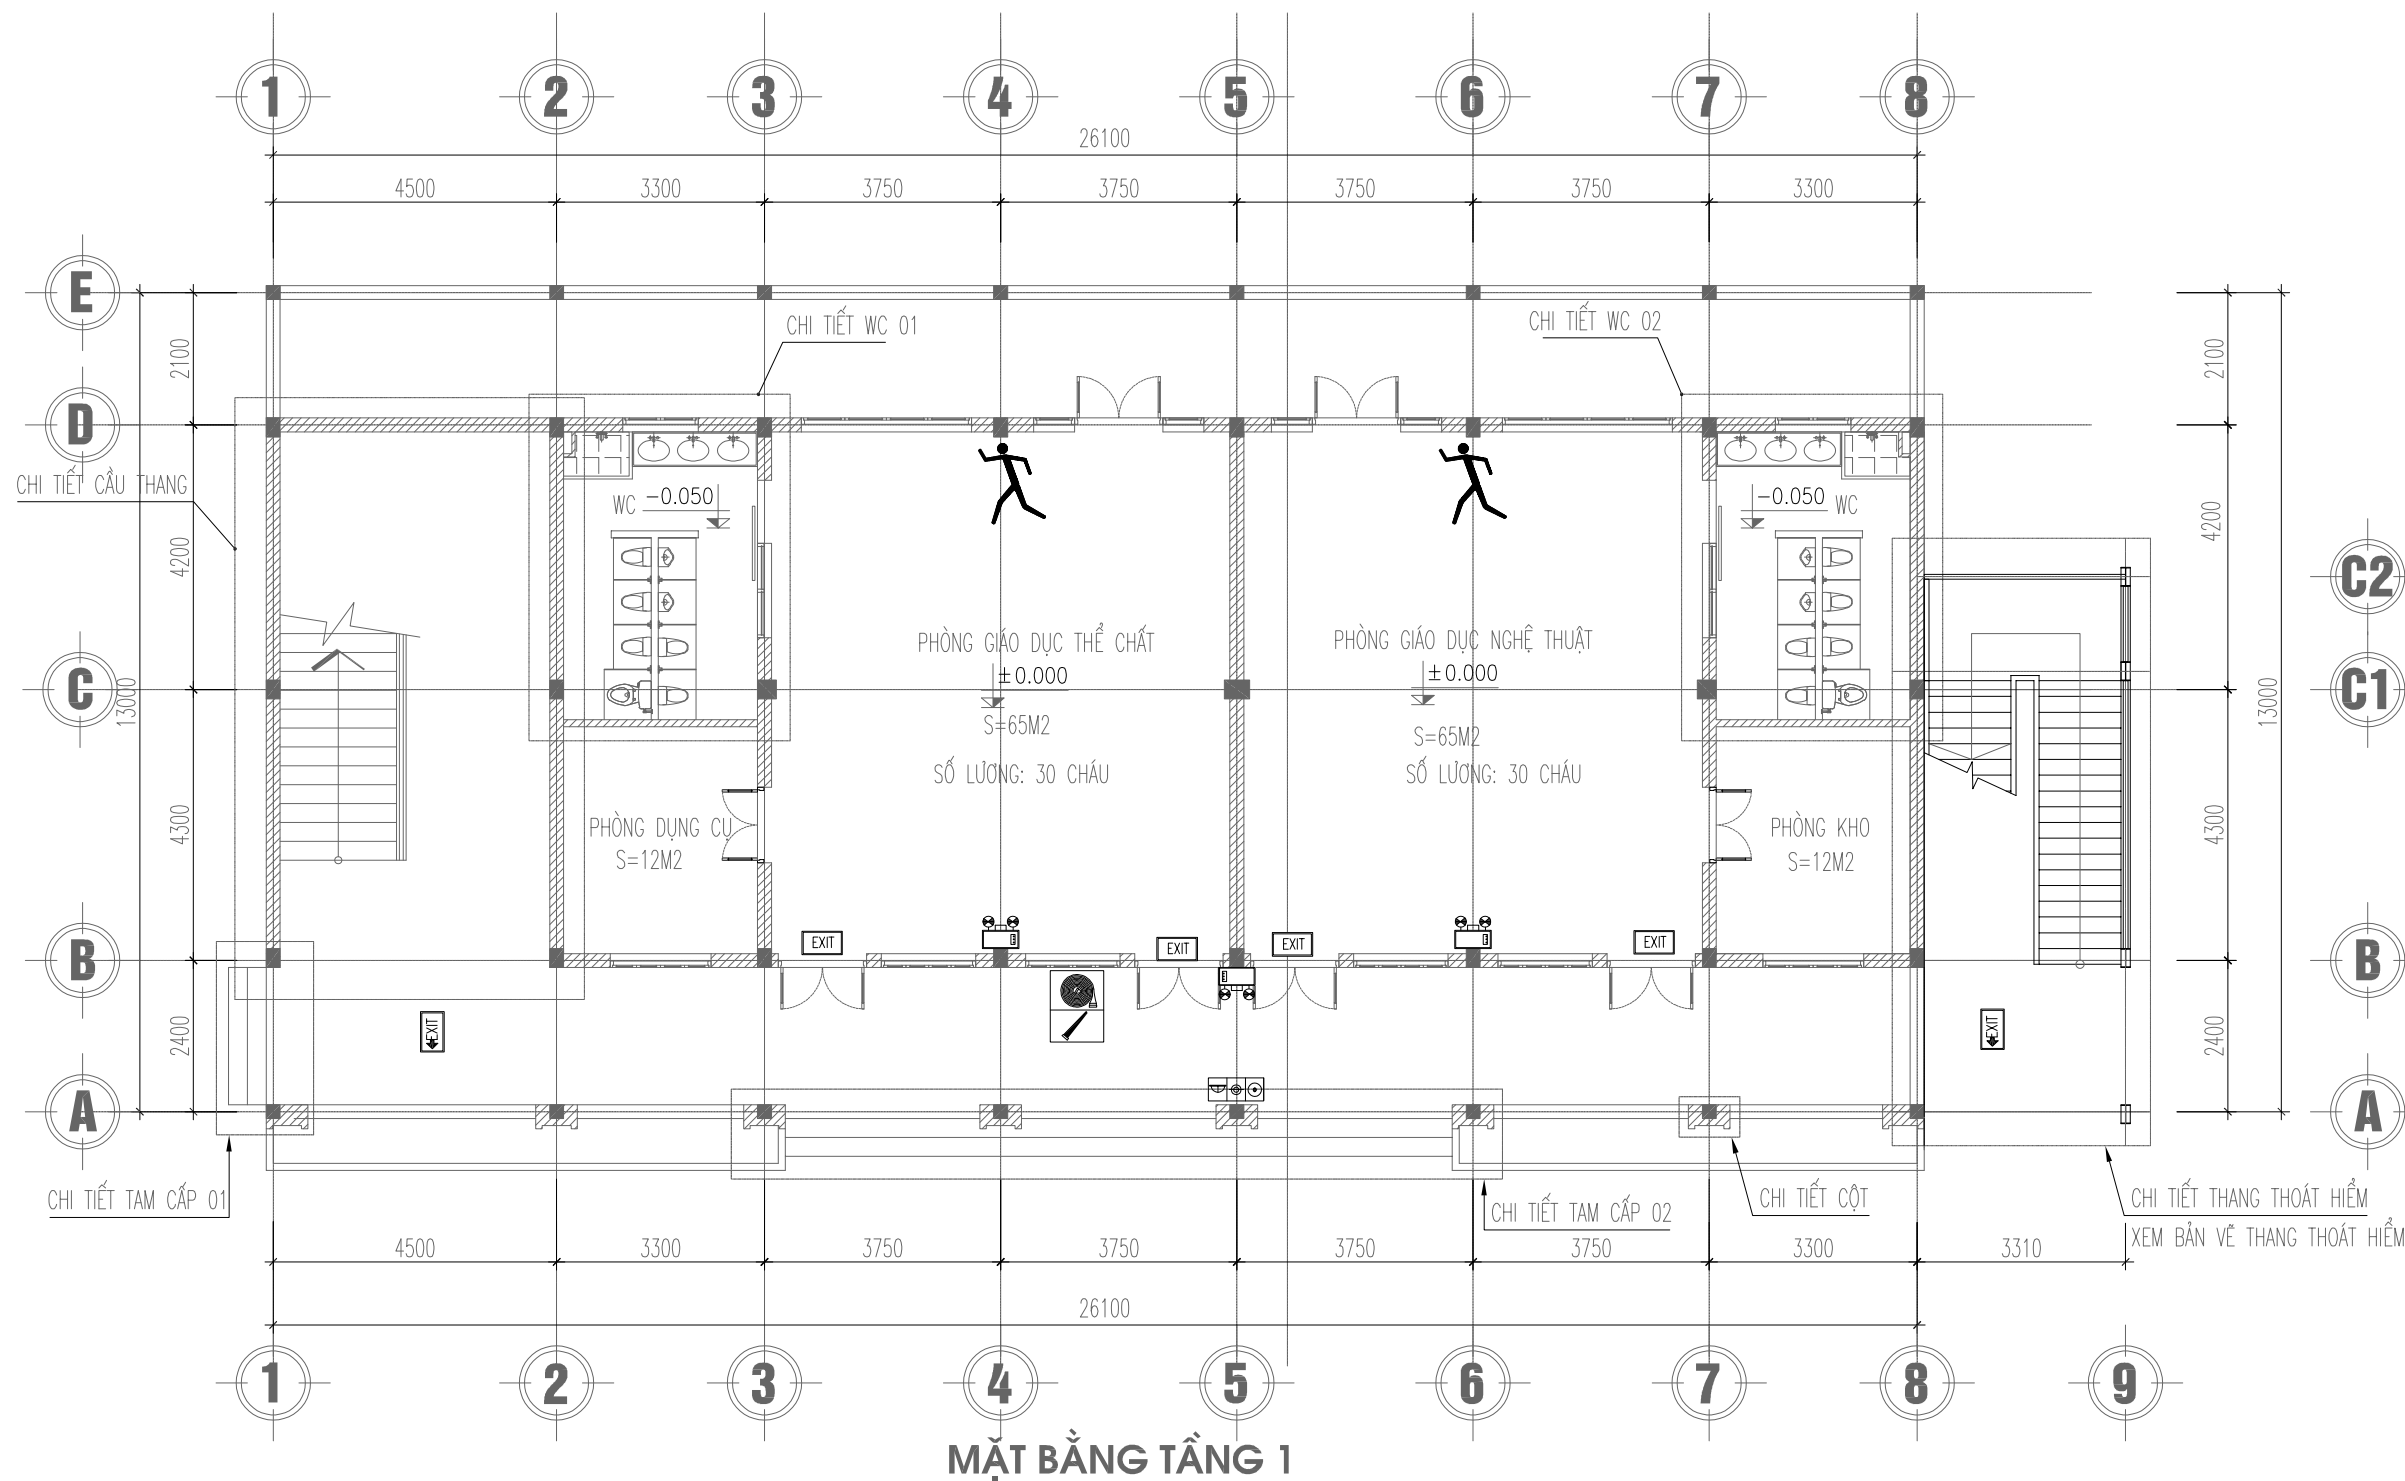 1 2 3 4 5 6 7 8
26100
4500 3300 3750 3750 3750 3750 3300
E
CHI TIẾT WC 01
CHI TIẾT WC 02
2100
2100
D
CHI TIẾT CẦU THANG
WC -0.050
-0.050 WC
4200
4200
C2
PHÒNG GIÁO DỤC THỂ CHẤT
PHÒNG GIÁO DỤC NGHỆ THUẬT
±0.000
±0.000
C
C1
13000
13000
S=65M2
S=65M2
SỐ LƯỢNG: 30 CHÁU
SỐ LƯỢNG: 30 CHÁU
4300
4300
PHÒNG DỤNG CỤ
S=12M2
PHÒNG KHO
S=12M2
EXIT EXIT EXIT EXIT
B
B
EXIT
EXIT
2400
2400
A
A
CHI TIẾT TAM CẤP 01
CHI TIẾT TAM CẤP 02
CHI TIẾT CỘT
CHI TIẾT THANG THOÁT HIỂM
XEM BẢN VẼ THANG THOÁT HIỂM
4500 3300 3750 3750 3750 3750 3300 3310
26100
1 2 3 4 5 6 7 8 9
MẶT BẰNG TẦNG 1